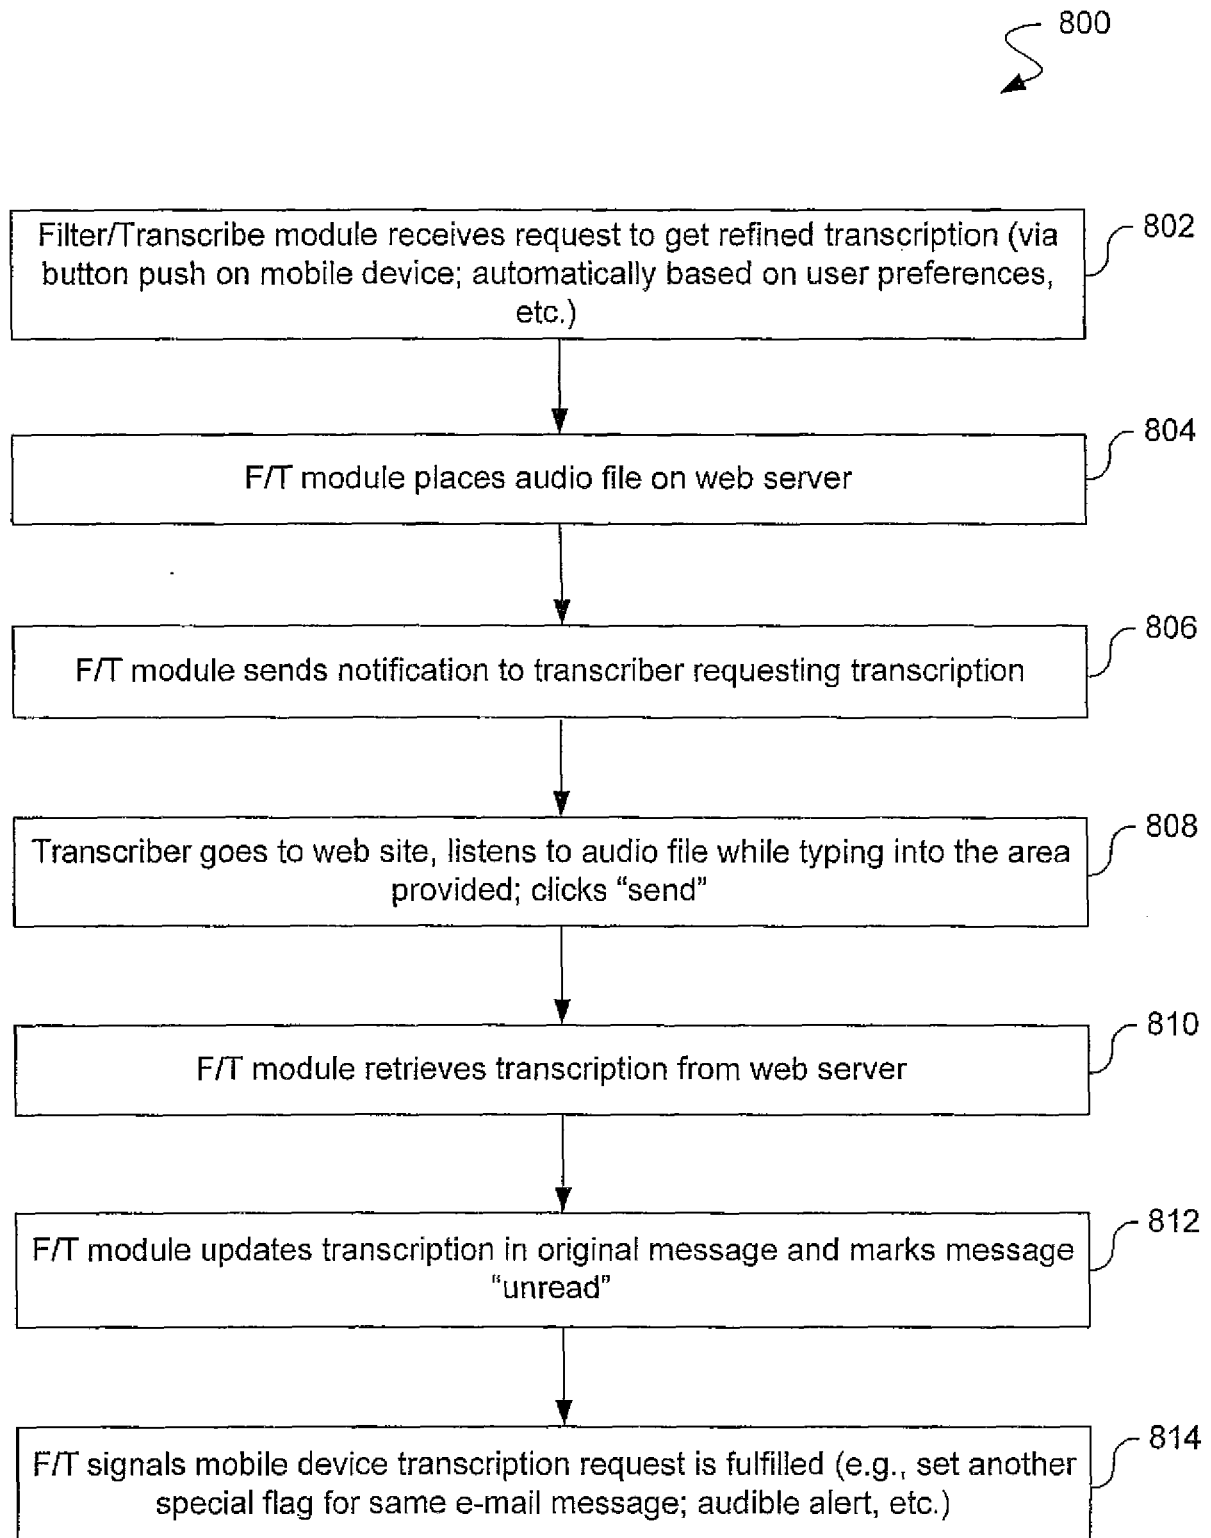 800
Filter/Transcribe module receives request to get refined transcription (via
button push on mobile device; automatically based on user preferences,
etc.)
802
F/T module places audio file on web server
804
F/T module sends notification to transcriber requesting transcription
806
Transcriber goes to web site, listens to audio file while typing into the area
provided; clicks “send”
808
F/T module retrieves transcription from web server
810
F/T module updates transcription in original message and marks message
“unread”
812
F/T signals mobile device transcription request is fulfilled (e.g., set another
special flag for same e-mail message; audible alert, etc.)
814